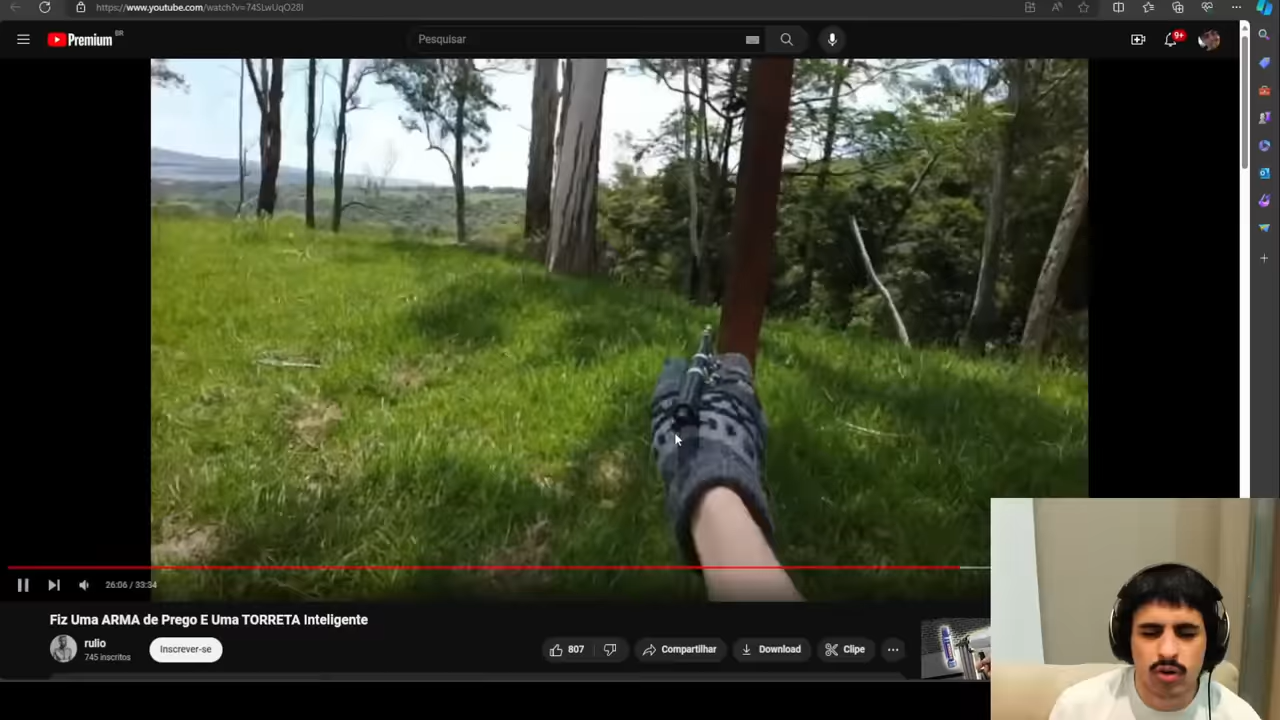 https://www.youtube.com/watch?v=74SLwUqO28I
Premium BR
Pesquisar
9+
26:06 / 33:34
Fiz Uma ARMA de Prego E Uma TORRETA Inteligente
rulio
745 inscritos
Inscrever-se
807
Compartilhar
Download
Clipe